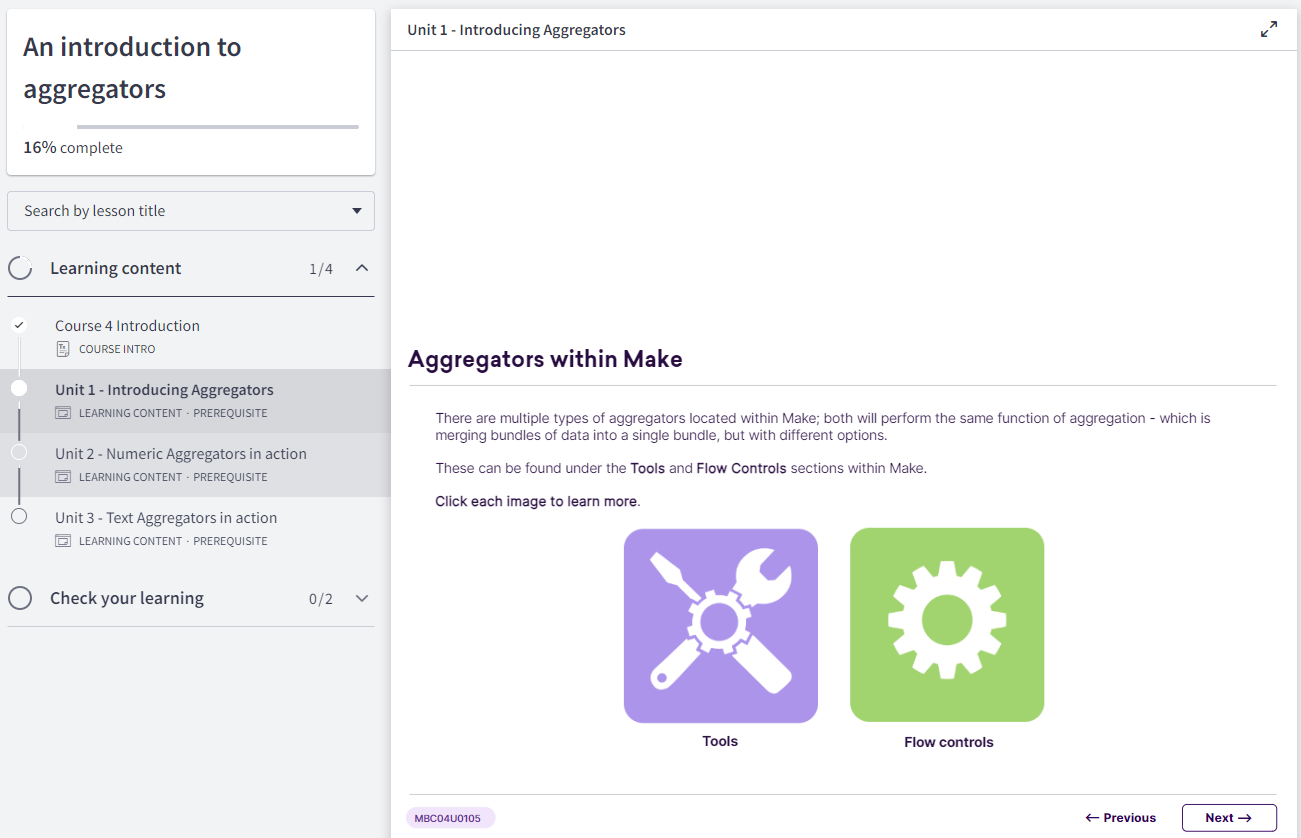 An introduction to
aggregators
16% complete
Search by lesson title
Learning content 1/4
Course 4 Introduction
COURSE INTRO
Unit 1 - Introducing Aggregators
LEARNING CONTENT · PREREQUISITE
Unit 2 - Numeric Aggregators in action
LEARNING CONTENT · PREREQUISITE
Unit 3 - Text Aggregators in action
LEARNING CONTENT · PREREQUISITE
Check your learning 0/2
Unit 1 - Introducing Aggregators
Aggregators within Make
There are multiple types of aggregators located within Make; both will perform the same function of aggregation - which is
merging bundles of data into a single bundle, but with different options.
These can be found under the Tools and Flow Controls sections within Make.
Click each image to learn more.
Tools
Flow controls
MBC04U0105
← Previous
Next →